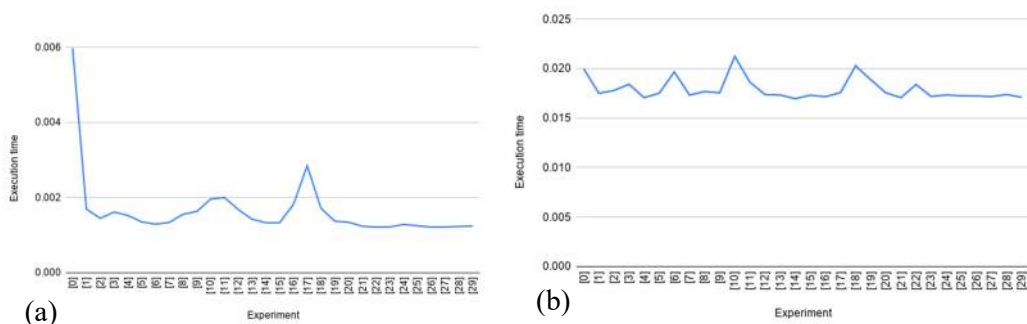 0.006
0.004
0.002
0.000
Execution time
[0] [1] [2] [3] [4] [5] [6] [7] [8] [9] [10] [11] [12] [13] [14] [15] [16] [17] [18] [19] [20] [21] [22] [23] [24] [25] [26] [27] [28] [29]
Experiment
(a)
0.025
0.020
0.015
0.010
0.005
0.000
Execution time
[0] [1] [2] [3] [4] [5] [6] [7] [8] [9] [10] [11] [12] [13] [14] [15] [16] [17] [18] [19] [20] [21] [22] [23] [24] [25] [26] [27] [28] [29]
Experiment
(b)